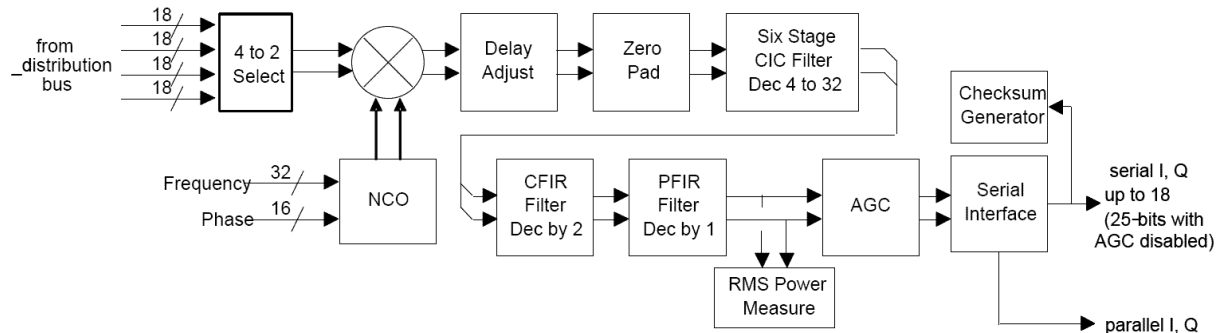 from
_distribution
bus
18
18
18
18
4 to 2
Select
Delay
Adjust
Zero
Pad
Six Stage
CIC Filter
Dec 4 to 32
Checksum
Generator
Frequency
32
Phase
16
NCO
CFIR
Filter
Dec by 2
PFIR
Filter
Dec by 1
AGC
Serial
Interface
serial I, Q
up to 18
(25-bits with
AGC disabled)
RMS Power
Measure
parallel I, Q